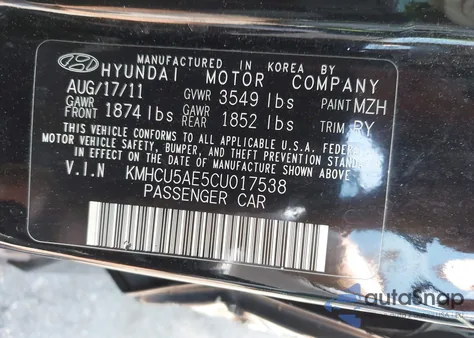 MANUFACTURED IN KOREA BY
HYUNDAI MOTOR COMPANY
AUG/17/11 GVWR 3549 lbs PAINT MZH
GAWR FRONT 1874 lbs GAWR REAR 1852 lbs TRIM RY
THIS VEHICLE CONFORMS TO ALL APPLICABLE U.S.A. FEDERAL
MOTOR VEHICLE SAFETY, BUMPER, AND THEFT PREVENTION STANDARDS
IN EFFECT ON THE DATE OF MANUFACTURE SHOWN ABOVE.
V.I.N KMHCU5AE5CU017538
PASSENGER CAR
autosnap